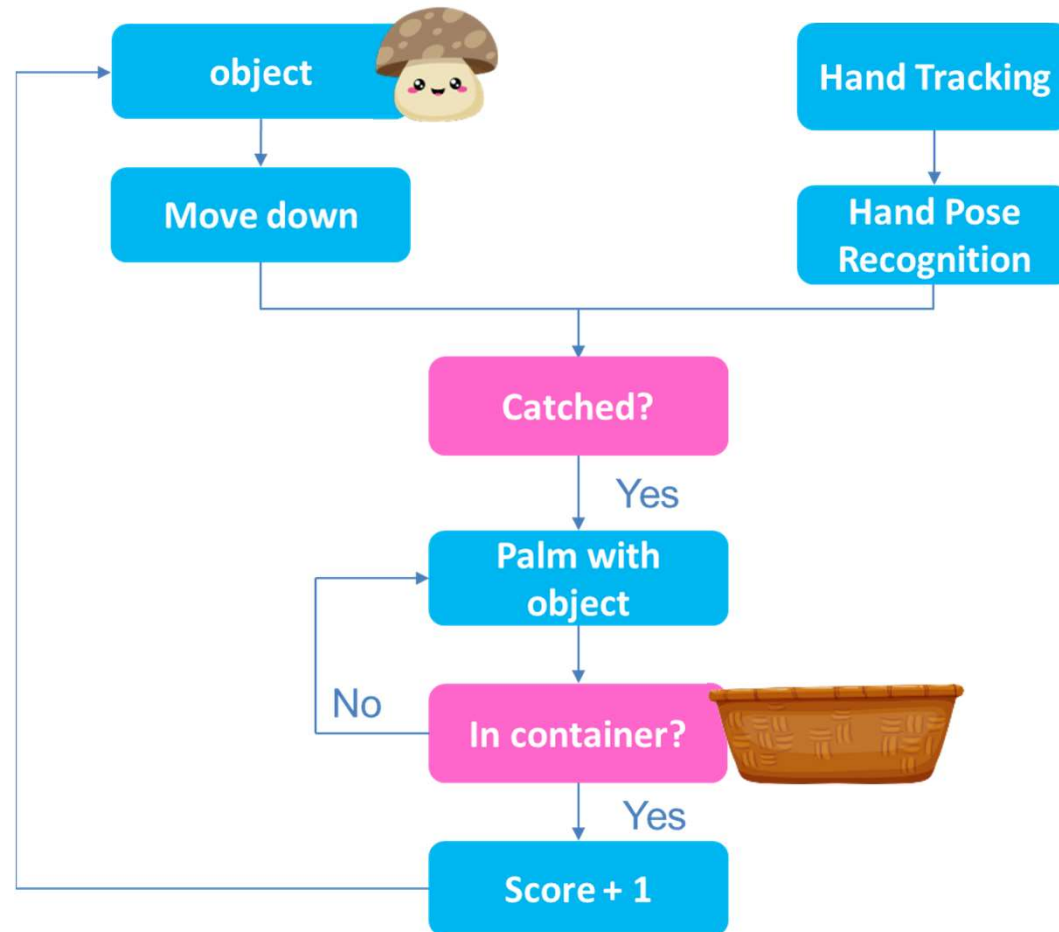 object
Hand Tracking
Move down
Hand Pose
Recognition
Catched?
Yes
Palm with
object
No
In container?
Yes
Score + 1